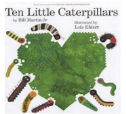 Ten Little Caterpillars
by Bill Martin Jr
illustrated by
Lois Ehlert